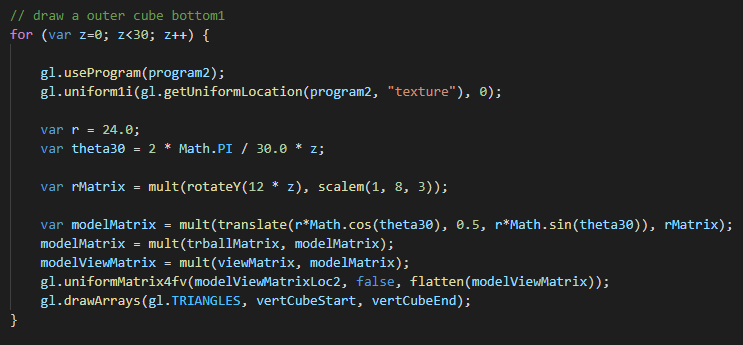 // draw a outer cube bottom1
for (var z=0; z<30; z++) {
gl.useProgram(program2);
gl.uniform1i(gl.getUniformLocation(program2, "texture"), 0);
var r = 24.0;
var theta30 = 2 * Math.PI / 30.0 * z;
var rMatrix = mult(rotateY(12 * z), scalem(1, 8, 3));
var modelMatrix = mult(translate(r*Math.cos(theta30), 0.5, r*Math.sin(theta30)), rMatrix);
modelMatrix = mult(trballMatrix, modelMatrix);
modelViewMatrix = mult(viewMatrix, modelMatrix);
gl.uniformMatrix4fv(modelViewMatrixLoc2, false, flatten(modelViewMatrix));
gl.drawArrays(gl.TRIANGLES, vertCubeStart, vertCubeEnd);
}